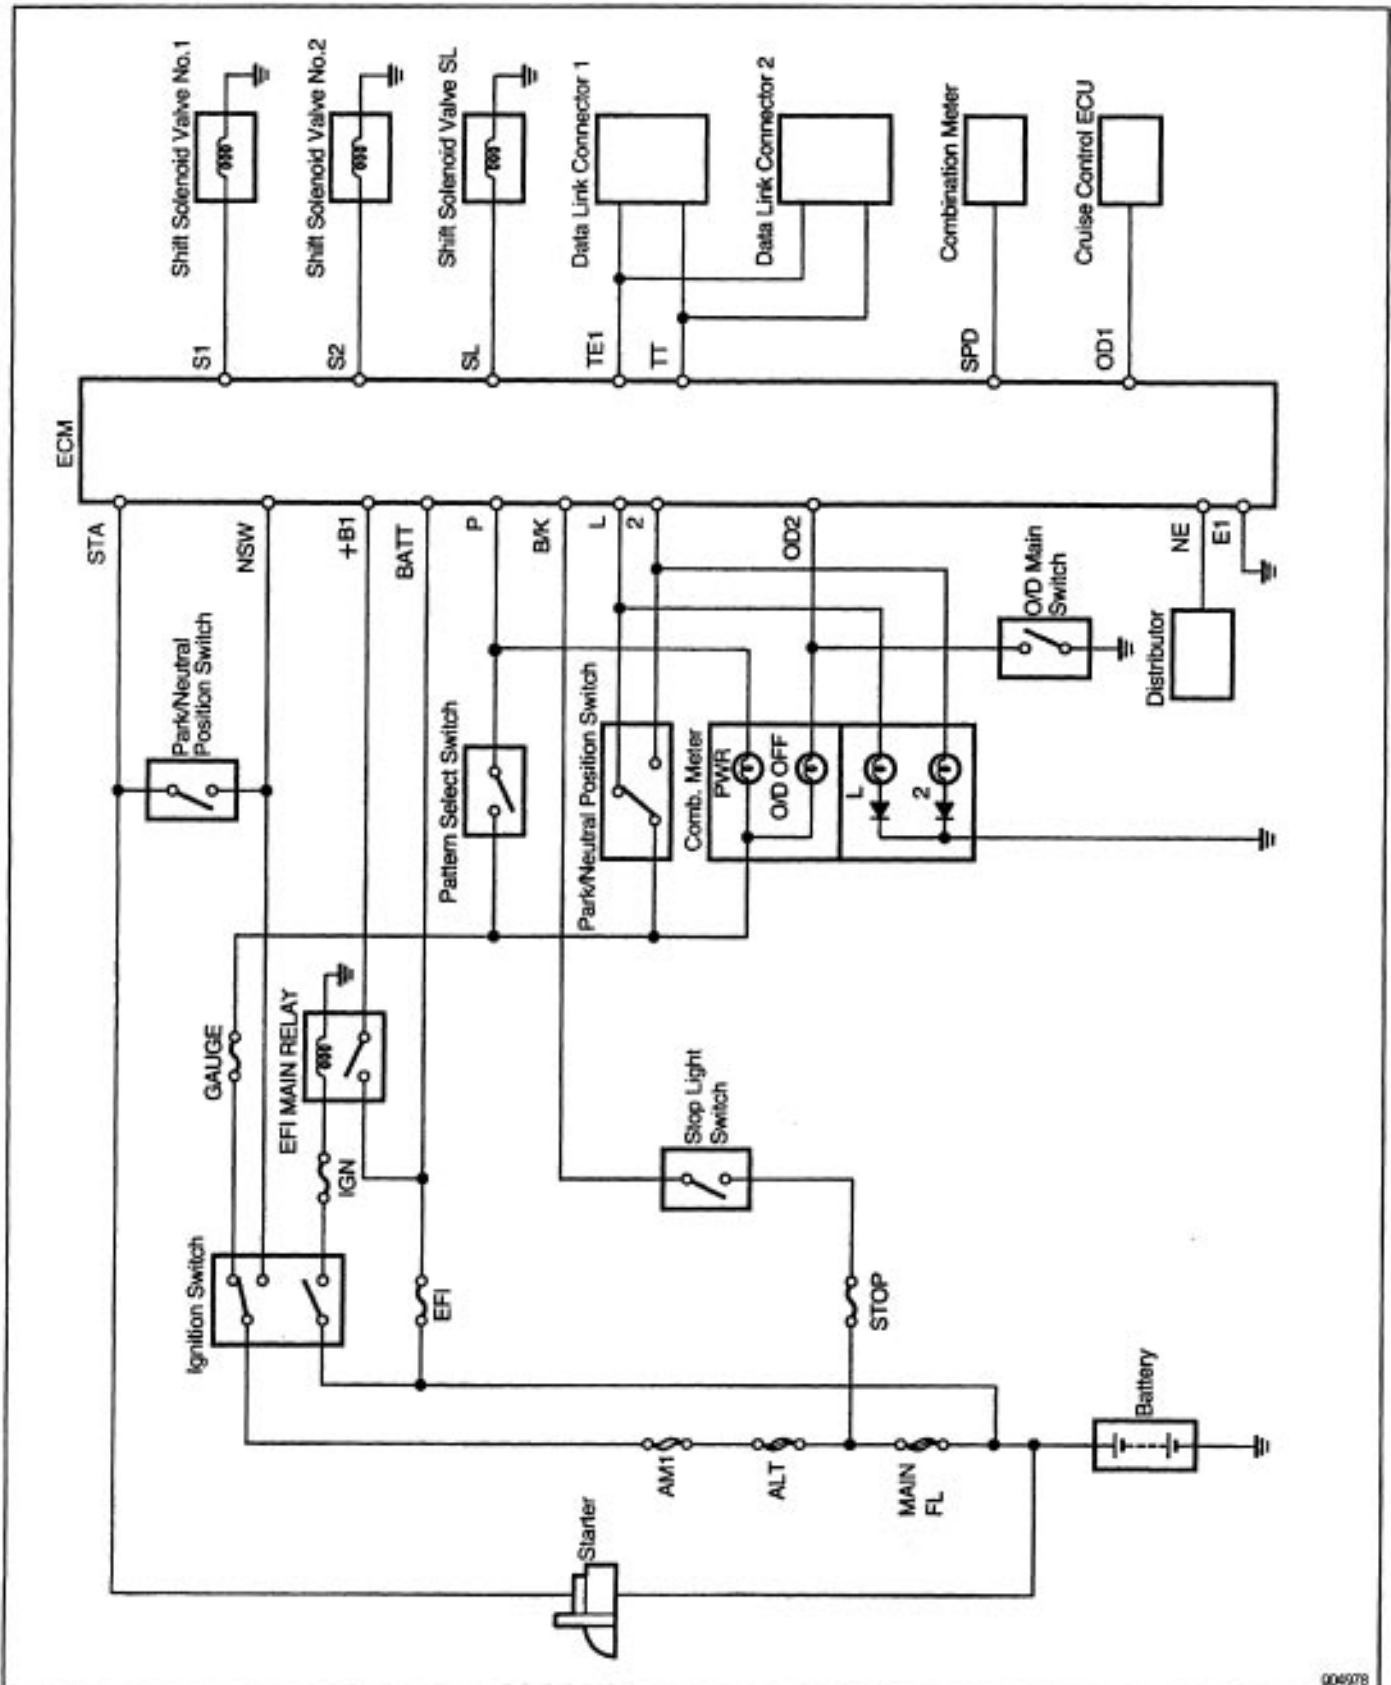 Shift Solenoid Valve No.1
Shift Solenoid Valve No.2
Shift Solenoid Valve SL
Data Link Connector 1
Data Link Connector 2
Combination Meter
Cruise Control ECU
S1
S2
SL
TE1
TT
SPD
OD1
ECM
STA
NSW
+B1
BATT
P
B/K
L
2
OD2
NE
E1
Park/Neutral
Position Switch
Pattern Select Switch
Park/Neutral Position Switch
Comb. Meter
PWR
O/D OFF
L
2
O/D Main
Switch
Distributor
GAUGE
EFI MAIN RELAY
IGN
Stop Light
Switch
Ignition Switch
EFI
STOP
AM1
ALT
MAIN
FL
Battery
Starter
Q04978